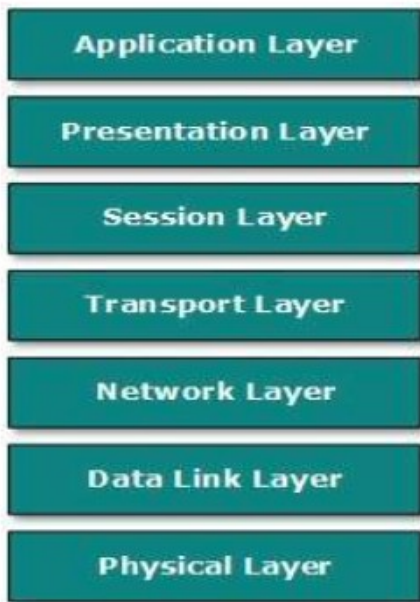 Application Layer
Presentation Layer
Session Layer
Transport Layer
Network Layer
Data Link Layer
Physical Layer